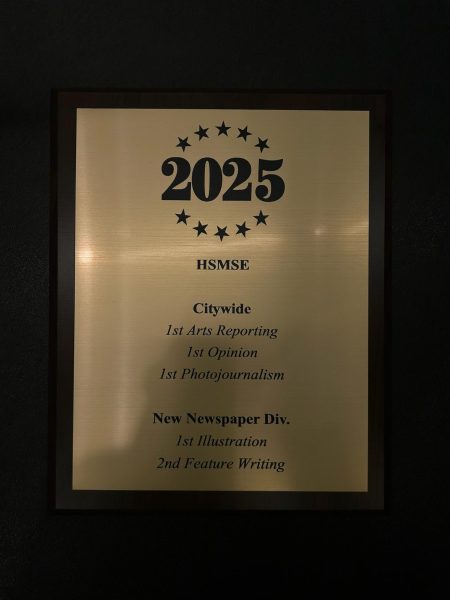 2025
HSMSE
Citywide
1st Arts Reporting
1st Opinion
1st Photojournalism
New Newspaper Div.
1st Illustration
2nd Feature Writing